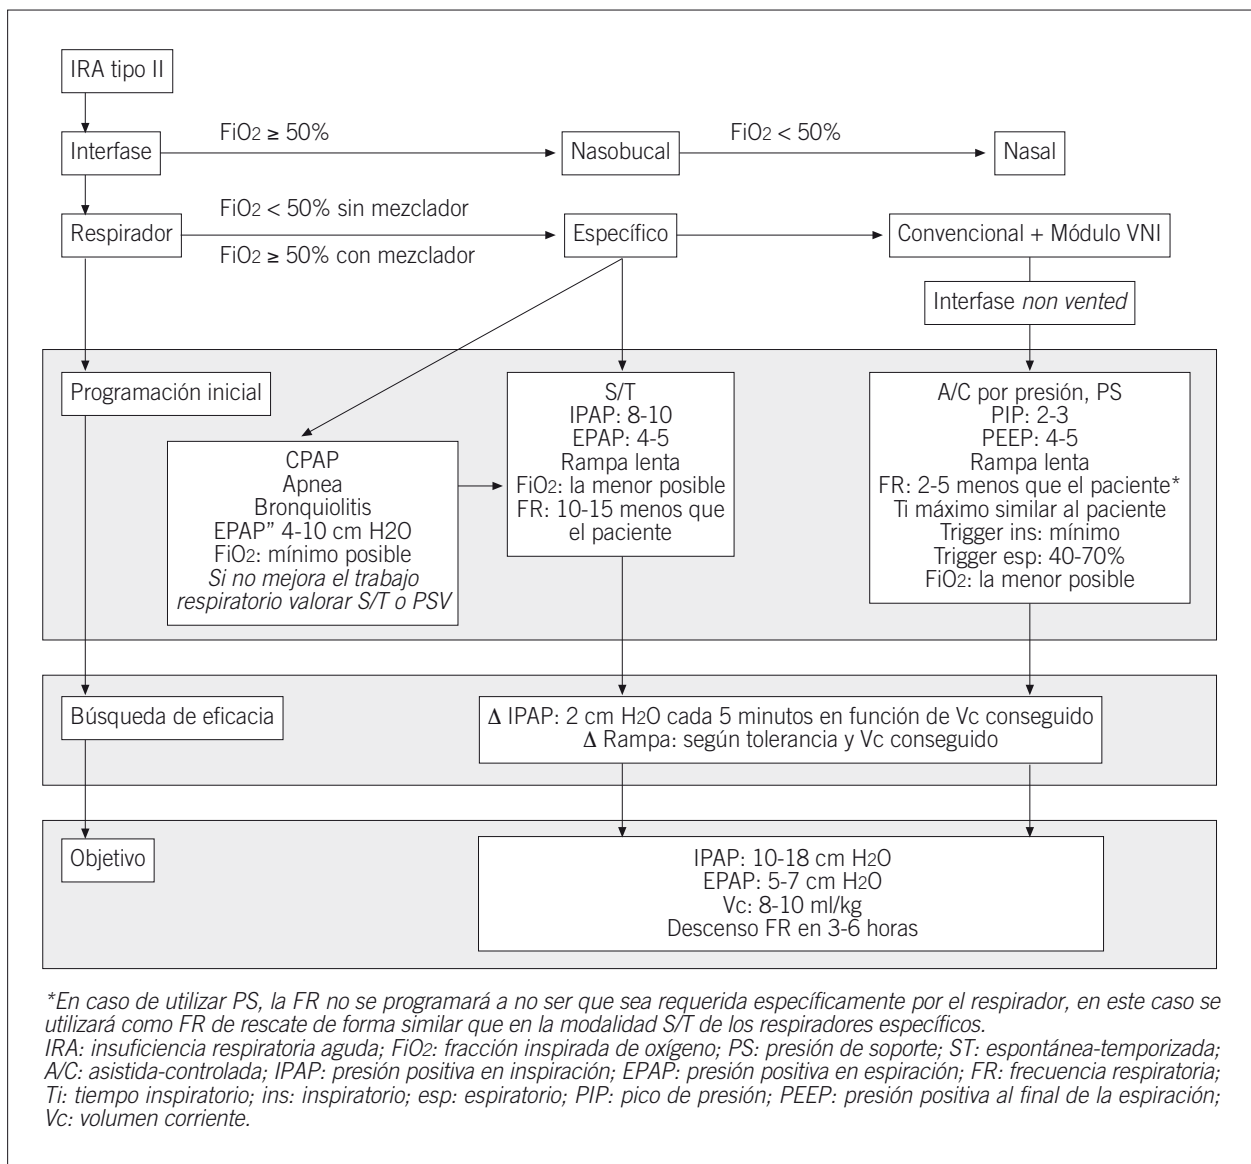 IRA tipo II
FiO2 ≥ 50%
FiO2 < 50%
Interfase
Nasobucal
Nasal
FiO2 < 50% sin mezclador
Respirador
Específico
Convencional + Módulo VNI
FiO2 ≥ 50% con mezclador
Interfase non vented
Programación inicial
CPAP
Apnea
Bronquiolitis
EPAP” 4-10 cm H2O
FiO2: mínimo posible
Si no mejora el trabajo
respiratorio valorar S/T o PSV
S/T
IPAP: 8-10
EPAP: 4-5
Rampa lenta
FiO2: la menor posible
FR: 10-15 menos que
el paciente
A/C por presión, PS
PIP: 2-3
PEEP: 4-5
Rampa lenta
FR: 2-5 menos que el paciente*
Ti máximo similar al paciente
Trigger ins: mínimo
Trigger esp: 40-70%
FiO2: la menor posible
Búsqueda de eficacia
Δ IPAP: 2 cm H2O cada 5 minutos en función de Vc conseguido
Δ Rampa: según tolerancia y Vc conseguido
Objetivo
IPAP: 10-18 cm H2O
EPAP: 5-7 cm H2O
Vc: 8-10 ml/kg
Descenso FR en 3-6 horas
*En caso de utilizar PS, la FR no se programará a no ser que sea requerida específicamente por el respirador, en este caso se
utilizará como FR de rescate de forma similar que en la modalidad S/T de los respiradores específicos.
IRA: insuficiencia respiratoria aguda; FiO2: fracción inspirada de oxígeno; PS: presión de soporte; ST: espontánea-temporizada;
A/C: asistida-controlada; IPAP: presión positiva en inspiración; EPAP: presión positiva en espiración; FR: frecuencia respiratoria;
Ti: tiempo inspiratorio; ins: inspiratorio; esp: espiratorio; PIP: pico de presión; PEEP: presión positiva al final de la espiración;
Vc: volumen corriente.